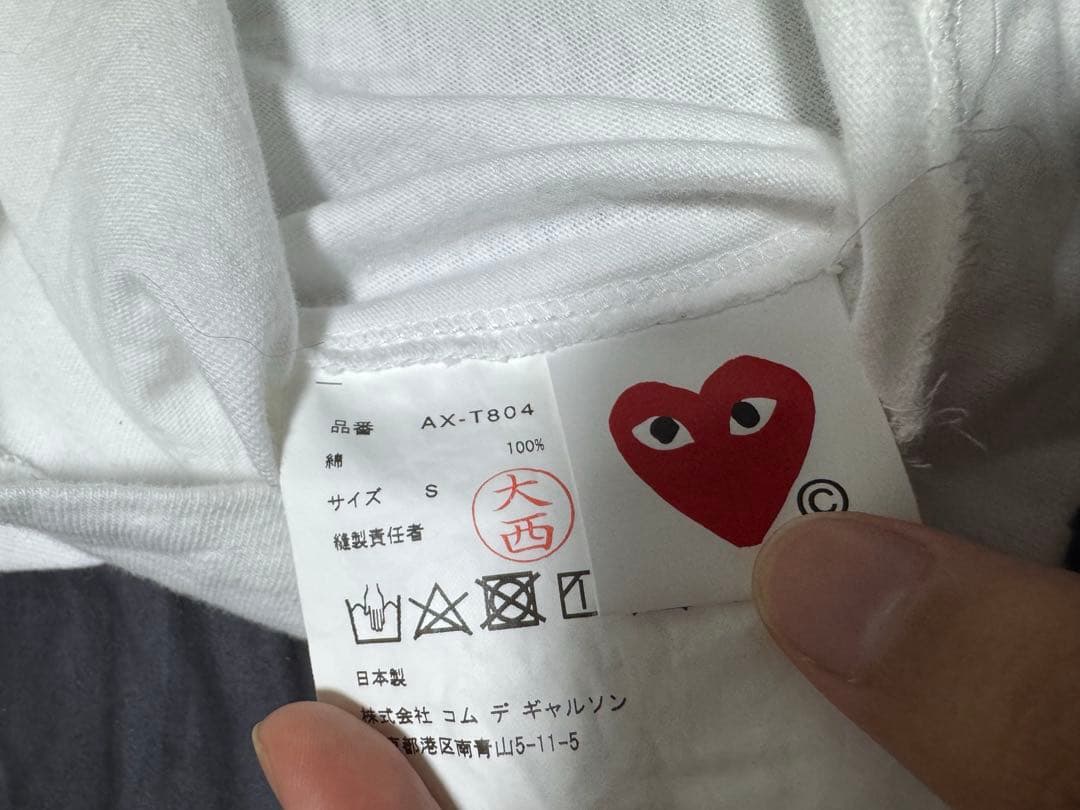 品番 AX-T804
綿 100%
サイズ S
縫製責任者 大西
©
日本製
株式会社 コム デ ギャルソン
京都港区南青山5-11-5